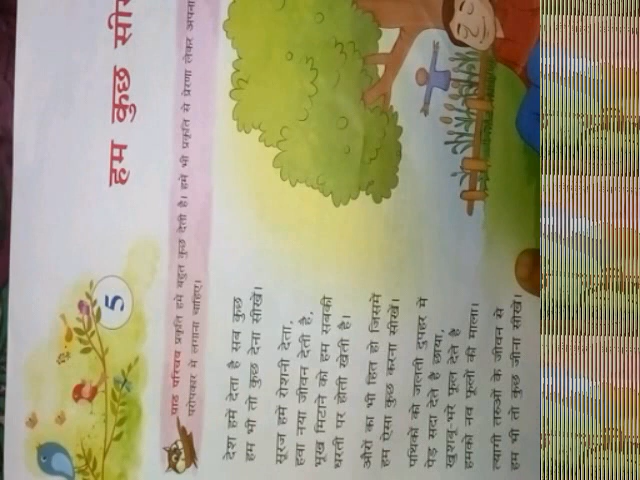 5
हम कुछ सीखें
पाठ परिचय प्रकृति हमें बहुत कुछ देती है। हमें भी प्रकृति से प्रेरणा लेकर अपना
परोपकार में लगाना चाहिए।
देश हमें देता है सब कुछ
हम भी तो कुछ देना सीखें।
सूरज हमें रोशनी देता,
हवा नया जीवन देती है,
भूख मिटाने को हम सबकी
धरती पर होती खेती है।
औरों का भी हित हो जिसमें
हम ऐसा कुछ करना सीखें।
पथिकों को जलती दुपहर में
पेड़ सदा देते हैं छाया,
खुशबू-भरे फूल देते हैं
हमको नव फूलों की माला।
त्यागी तरुओं के जीवन से
हम भी तो कुछ जीना सीखें।